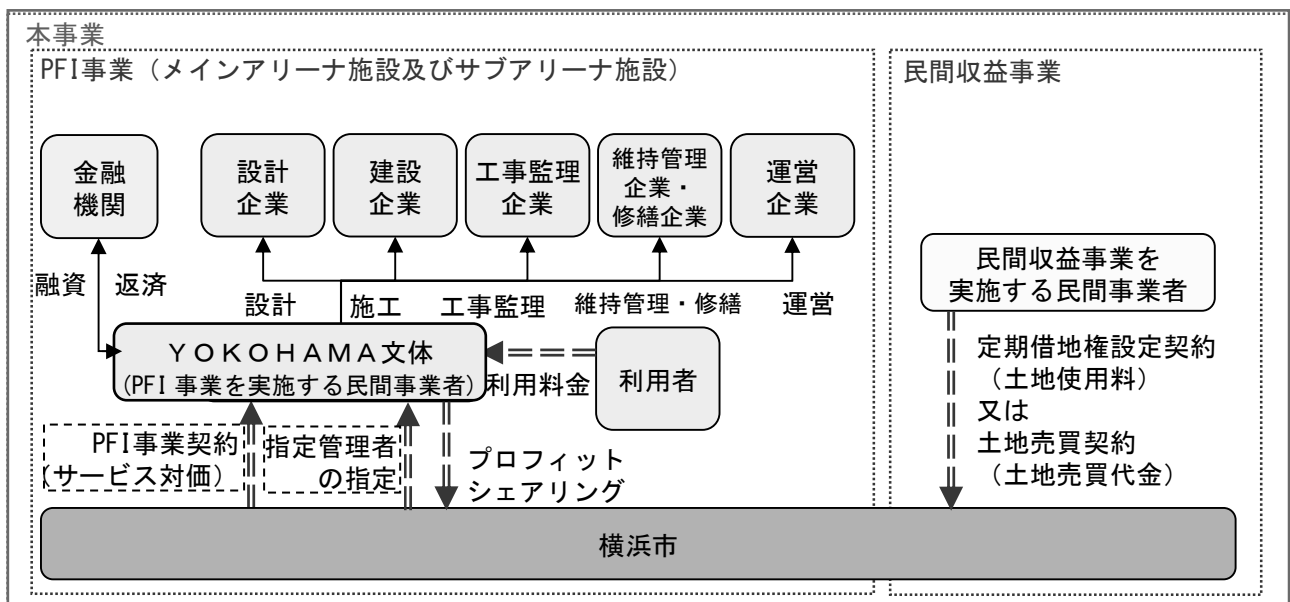 本事業
PFI事業（メインアリーナ施設及びサブアリーナ施設）
民間収益事業
金融
機関
設計
企業
建設
企業
工事監理
企業
維持管理
企業・
修繕企業
運営
企業
融資
返済
設計
施工
工事監理
維持管理・修繕
運営
ＹＯＫＯＨＡＭＡ文体
(PFI 事業を実施する民間事業者)
利用料金
利用者
民間収益事業を
実施する民間事業者
PFI事業契約
(サービス対価)
指定管理者
の指定
プロフィット
シェアリング
定期借地権設定契約
（土地使用料）
又は
土地売買契約
（土地売買代金）
横浜市